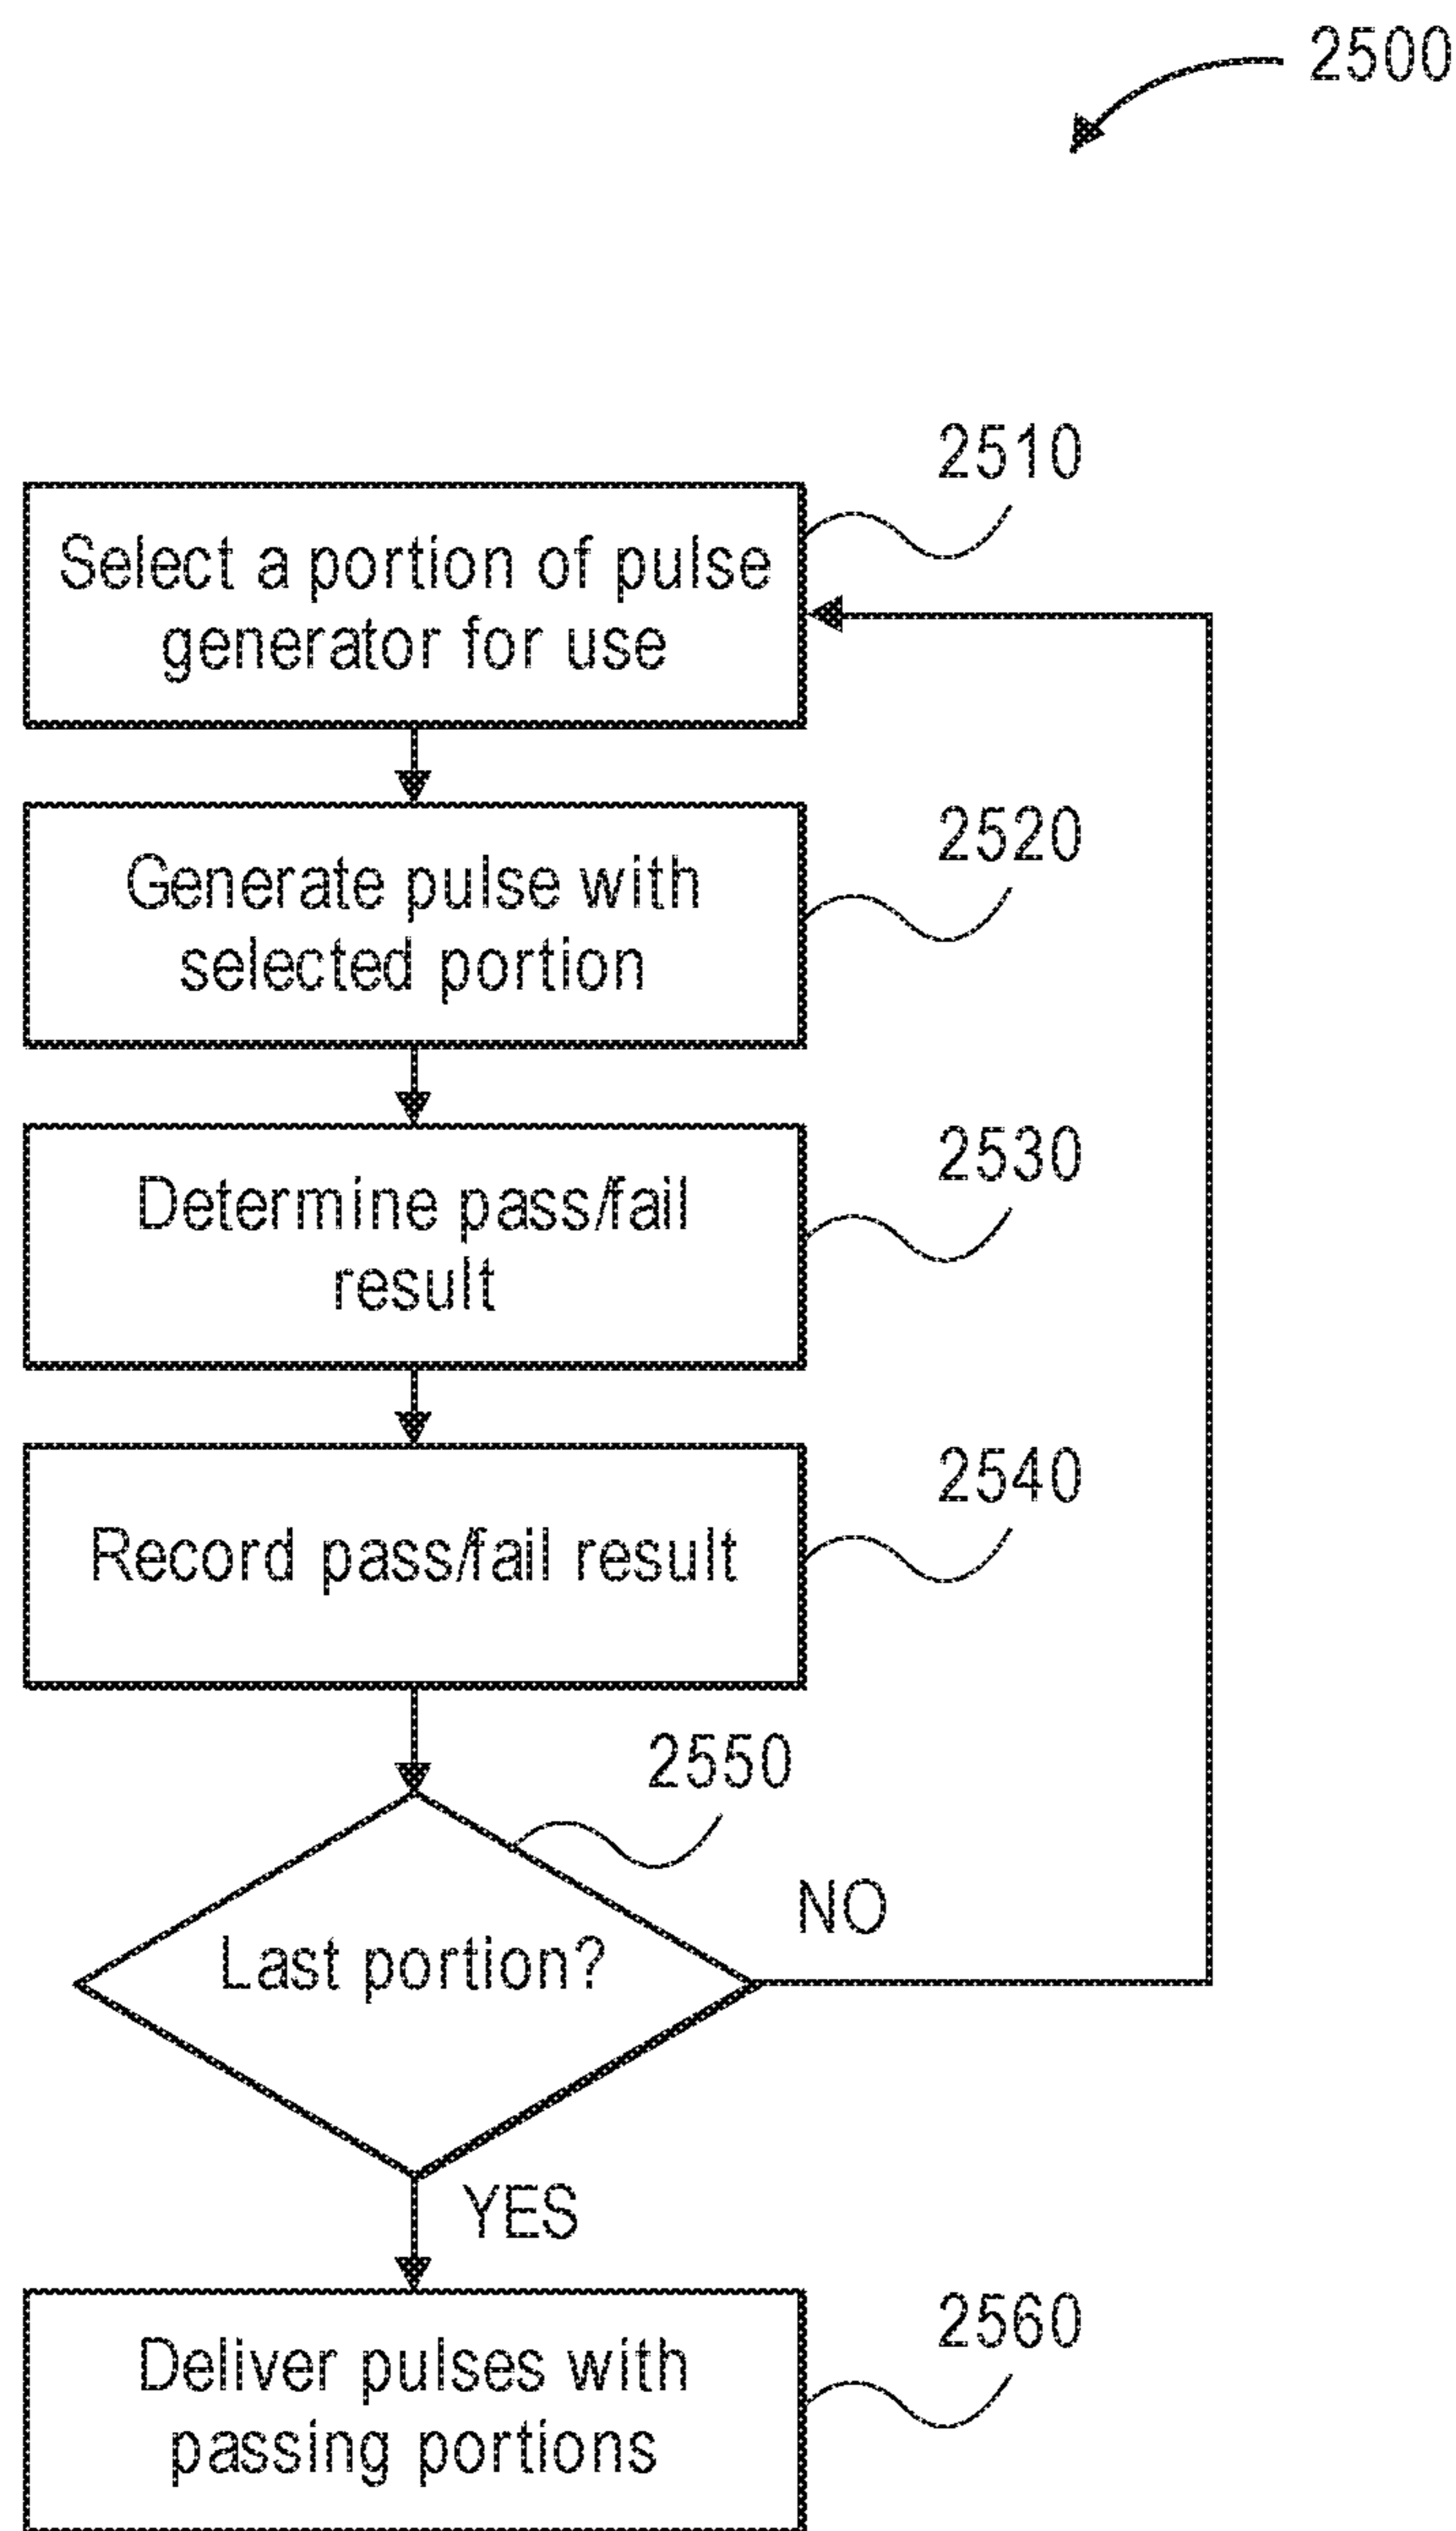 2500
2510
Select a portion of pulse
generator for use
2520
Generate pulse with
selected portion
2530
Determine pass/fail
result
2540
Record pass/fail result
2550
Last portion?
NO
YES
2560
Deliver pulses with
passing portions